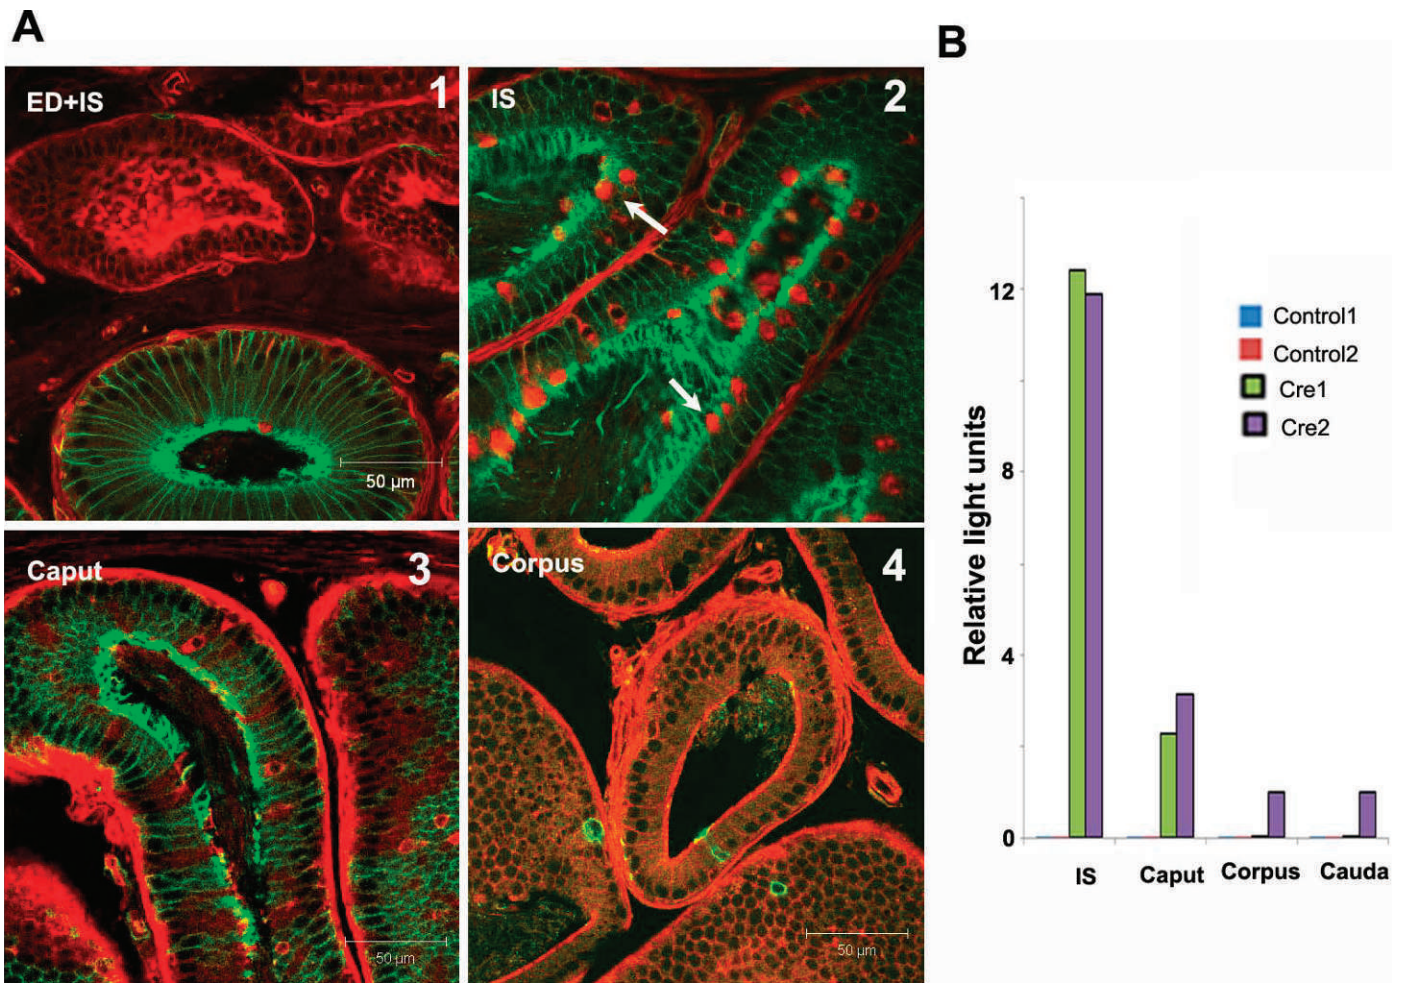 A
ED+IS
1
50 µm
IS
2
Caput
3
50 µm
Corpus
4
50 µm
B
Relative light units
12
8
4
0
IS
Caput
Corpus
Cauda
Control1
Control2
Cre1
Cre2